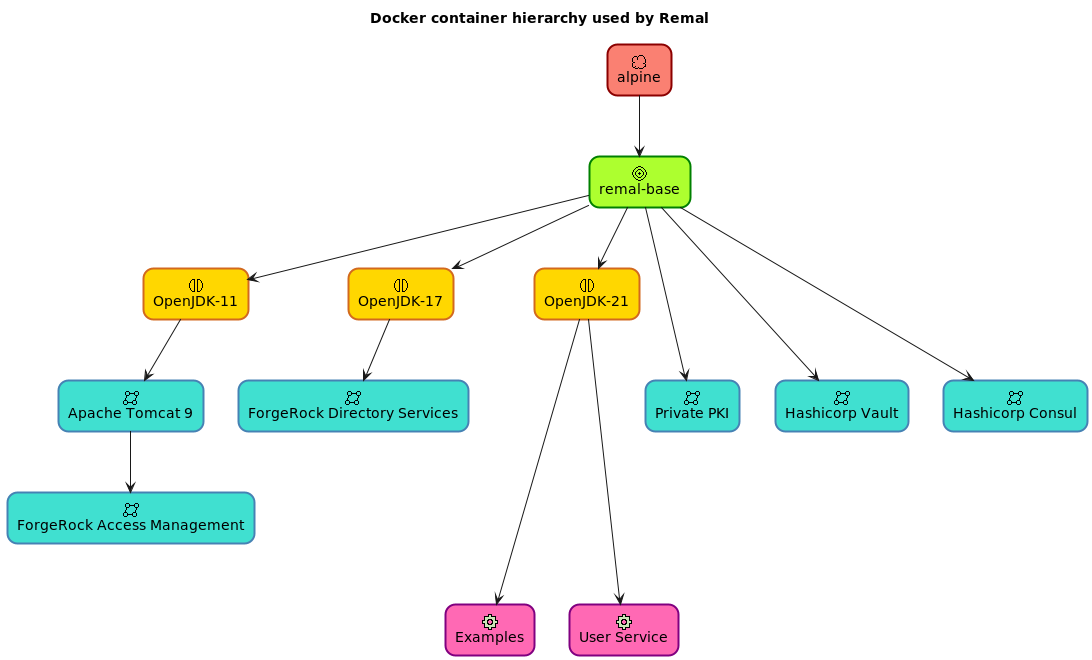 Docker container hierarchy used by Remal
alpine
remal-base
OpenJDK-11
OpenJDK-17
OpenJDK-21
Apache Tomcat 9
ForgeRock Directory Services
Private PKI
Hashicorp Vault
Hashicorp Consul
ForgeRock Access Management
Examples
User Service